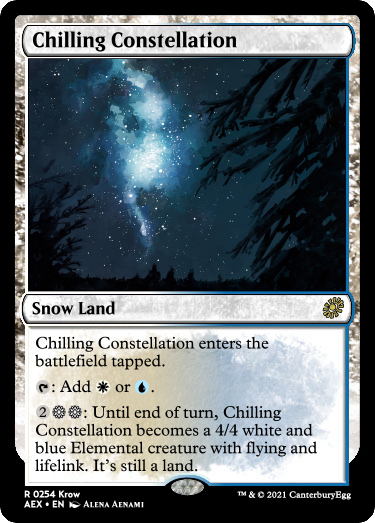 Chilling Constellation
Snow Land
Chilling Constellation enters the
battlefield tapped.
: Add or .
2 : Until end of turn, Chilling
Constellation becomes a 4/4 white and
blue Elemental creature with flying and
lifelink. It's still a land.
R 0254 Krow
AEX • EN Alena Aenami
™ & © 2021 CanterburyEgg